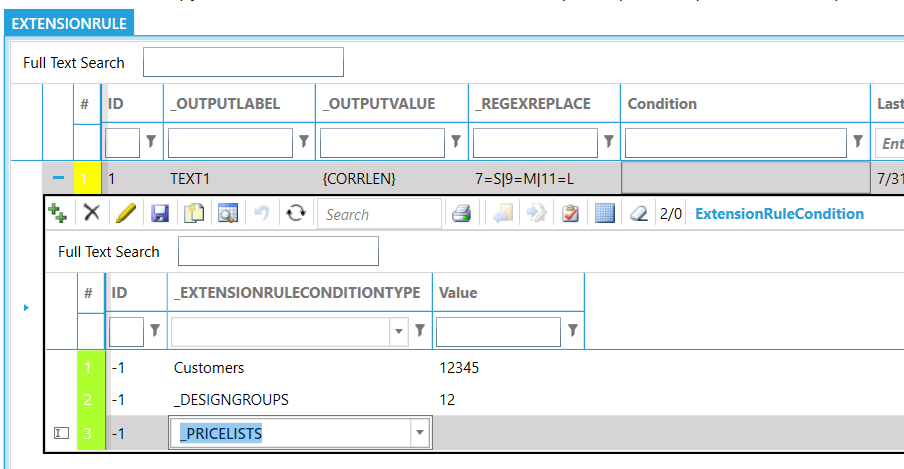 EXTENSIONRULE
Full Text Search
# ID _OUTPUTLABEL _OUTPUTVALUE _REGEXREPLACE Condition Last
Ent
1 1 TEXT1 {CORRLEN} 7=S|9=M|11=L 7/31
Search 2/0 ExtensionRuleCondition
Full Text Search
# ID _EXTENSIONRULECONDITIONTYPE Value
1 -1 Customers 12345
2 -1 _DESIGNGROUPS 12
3 -1 _PRICELISTS